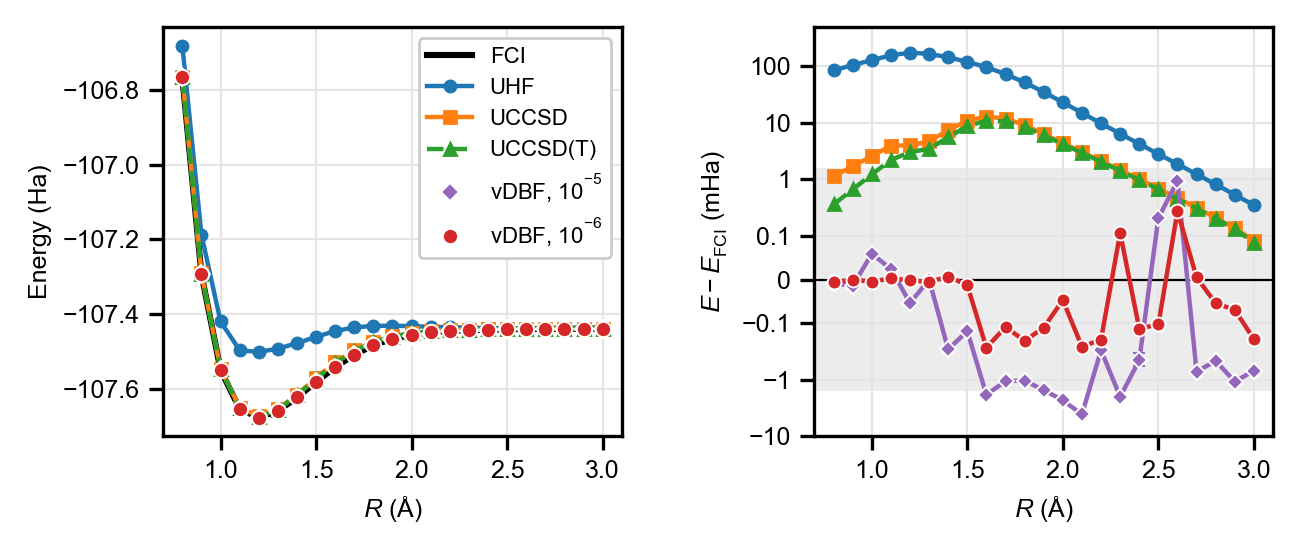 Energy (Ha)
−106.8
−107.0
−107.2
−107.4
−107.6
1.0 1.5 2.0 2.5 3.0
R (Å)
FCI
UHF
UCCSD
UCCSD(T)
vDBF, 10⁻⁵
vDBF, 10⁻⁶
E − E_FCI (mHa)
100
10
1
0.1
0
−0.1
−1
−10
1.0 1.5 2.0 2.5 3.0
R (Å)